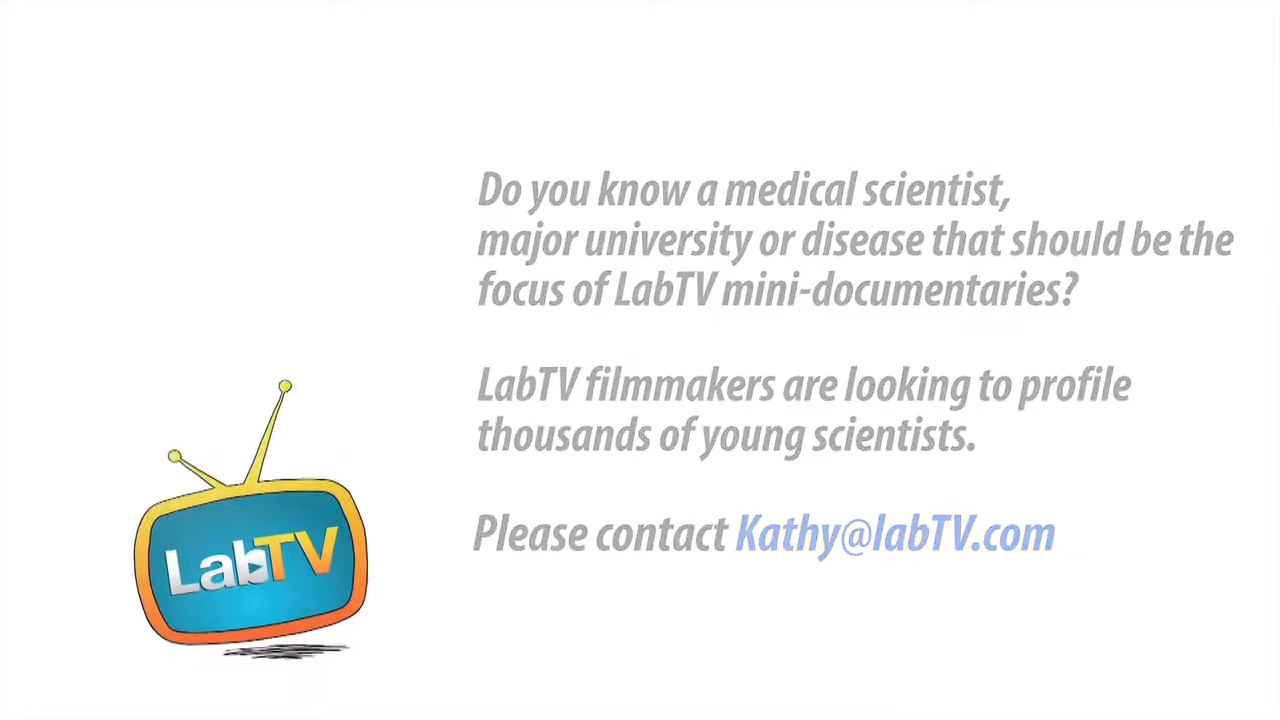 Do you know a medical scientist,
major university or disease that should be the
focus of LabTV mini-documentaries?
LabTV filmmakers are looking to profile
thousands of young scientists.
Please contact Kathy@labTV.com
LabTV